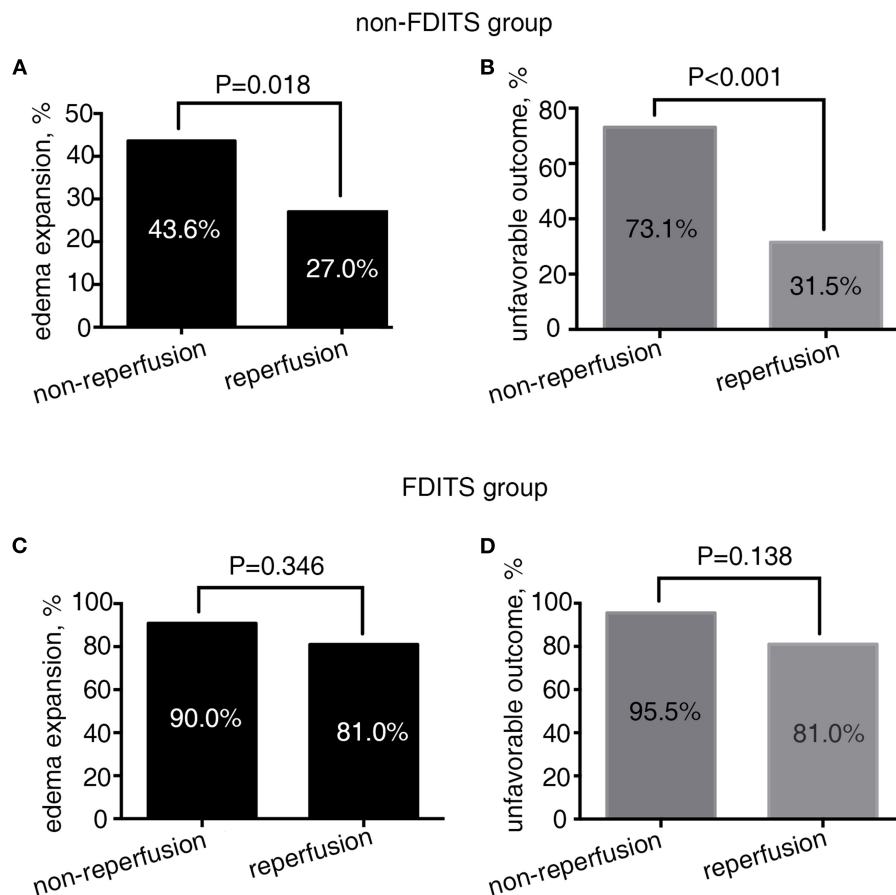 non-FDITS group
A
P=0.018
edema expansion, %
50
40
30
20
10
0
43.6%
27.0%
non-reperfusion
reperfusion
B
P<0.001
unfavorable outcome, %
80
60
40
20
0
73.1%
31.5%
non-reperfusion
reperfusion
FDITS group
C
P=0.346
edema expansion, %
100
80
60
40
20
0
90.0%
81.0%
non-reperfusion
reperfusion
D
P=0.138
unfavorable outcome, %
100
80
60
40
20
0
95.5%
81.0%
non-reperfusion
reperfusion